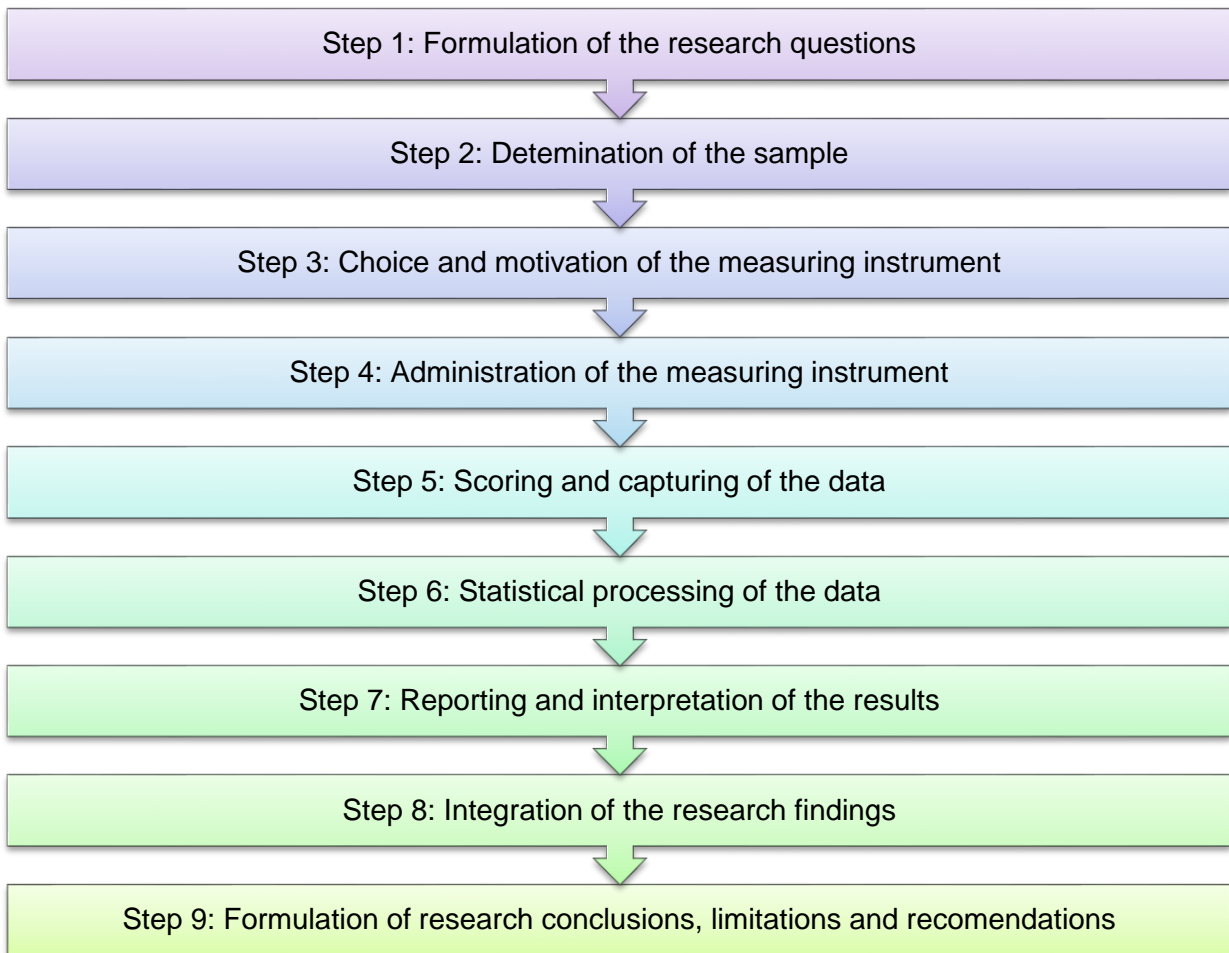 Step 1: Formulation of the research questions
Step 2: Detemination of the sample
Step 3: Choice and motivation of the measuring instrument
Step 4: Administration of the measuring instrument
Step 5: Scoring and capturing of the data
Step 6: Statistical processing of the data
Step 7: Reporting and interpretation of the results
Step 8: Integration of the research findings
Step 9: Formulation of research conclusions, limitations and recomendations